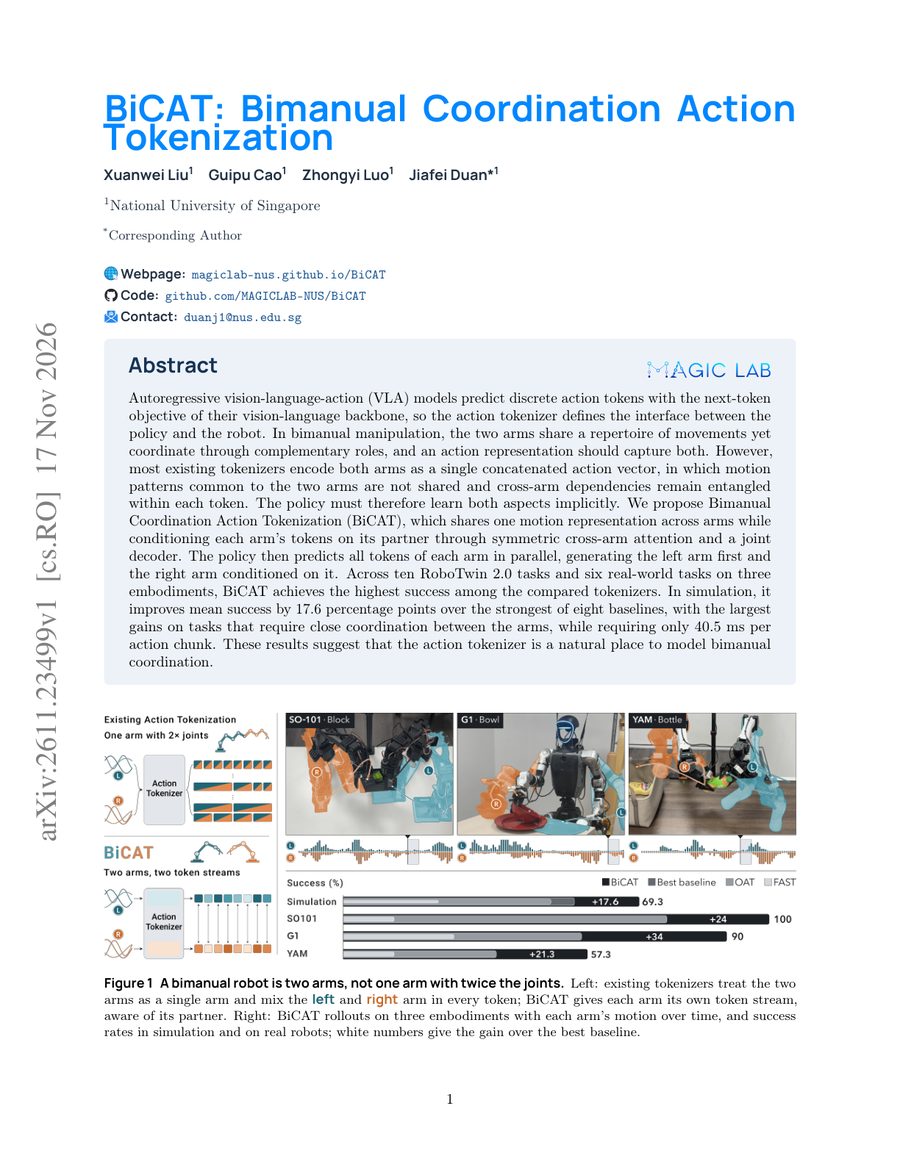 BiCAT: Bimanual Coordination Action
Tokenization
Xuanwei Liu1 Guipu Cao1 Zhongyi Luo1 Jiafei Duan*1
1National University of Singapore
*Corresponding Author
Webpage: magiclab-nus.github.io/BiCAT
Code: github.com/MAGICLAB-NUS/BiCAT
Contact: duanj1@nus.edu.sg
arXiv:2611.23499v1 [cs.RO] 17 Nov 2026
Abstract
MAGIC LAB
Autoregressive vision-language-action (VLA) models predict discrete action tokens with the next-token
objective of their vision-language backbone, so the action tokenizer defines the interface between the
policy and the robot. In bimanual manipulation, the two arms share a repertoire of movements yet
coordinate through complementary roles, and an action representation should capture both. However,
most existing tokenizers encode both arms as a single concatenated action vector, in which motion
patterns common to the two arms are not shared and cross-arm dependencies remain entangled
within each token. The policy must therefore learn both aspects implicitly. We propose Bimanual
Coordination Action Tokenization (BiCAT), which shares one motion representation across arms while
conditioning each arm's tokens on its partner through symmetric cross-arm attention and a joint
decoder. The policy then predicts all tokens of each arm in parallel, generating the left arm first and
the right arm conditioned on it. Across ten RoboTwin 2.0 tasks and six real-world tasks on three
embodiments, BiCAT achieves the highest success among the compared tokenizers. In simulation, it
improves mean success by 17.6 percentage points over the strongest of eight baselines, with the largest
gains on tasks that require close coordination between the arms, while requiring only 40.5 ms per
action chunk. These results suggest that the action tokenizer is a natural place to model bimanual
coordination.
Existing Action Tokenization
One arm with 2× joints
L
R
Action
Tokenizer
BiCAT
Two arms, two token streams
L
R
Action
Tokenizer
SO-101 · Block
R
L
G1 · Bowl
R
L
YAM · Bottle
R
L
L
R
L
R
L
R
Success (%)
BiCAT Best baseline OAT FAST
Simulation +17.6 69.3
SO101 +24 100
G1 +34 90
YAM +21.3 57.3
Figure 1 A bimanual robot is two arms, not one arm with twice the joints. Left: existing tokenizers treat the two
arms as a single arm and mix the left and right arm in every token; BiCAT gives each arm its own token stream,
aware of its partner. Right: BiCAT rollouts on three embodiments with each arm's motion over time, and success
rates in simulation and on real robots; white numbers give the gain over the best baseline.
1